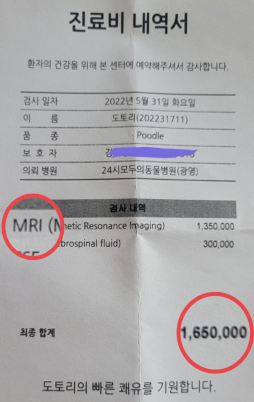 진료비 내역서
환자의 건강을 위해 본 센터에 예약해주셔서 감사합니다.
검사 일자 2022년 5월 31일 화요일
이 름 도토리(202231711)
품 종 Poodle
보 호 자
의뢰 병원 24시모두의동물병원(광명)
검사 내역
MRI (netic Resonance Imaging) 1,350,000
brospinal fluid) 300,000
최종 합계 1,650,000
도토리의 빠른 쾌유를 기원합니다.